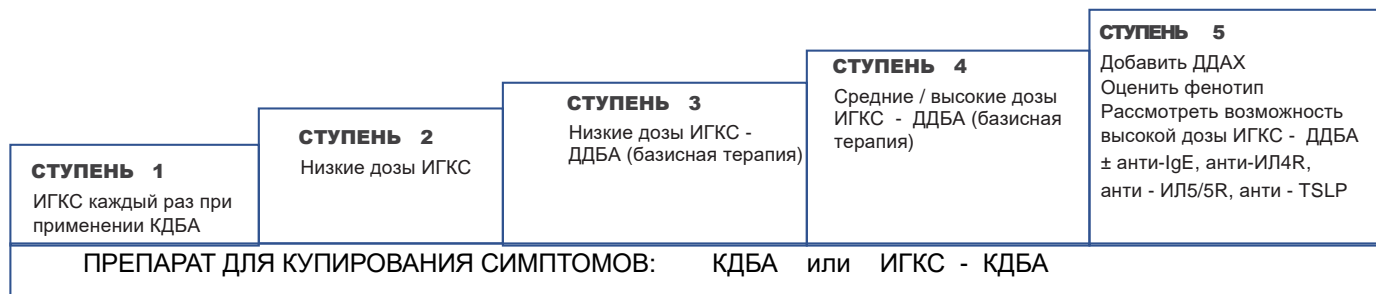 СТУПЕНЬ 1
ИГКС каждый раз при
применении КДБА
СТУПЕНЬ 2
Низкие дозы ИГКС
СТУПЕНЬ 3
Низкие дозы ИГКС -
ДДБА (базисная терапия)
СТУПЕНЬ 4
Средние / высокие дозы
ИГКС - ДДБА (базисная
терапия)
СТУПЕНЬ 5
Добавить ДДАХ
Оценить фенотип
Рассмотреть возможность
высокой дозы ИГКС - ДДБА
± анти-IgE, анти-ИЛ4R,
анти - ИЛ5/5R, анти - TSLP
ПРЕПАРАТ ДЛЯ КУПИРОВАНИЯ СИМПТОМОВ: КДБА или ИГКС - КДБА